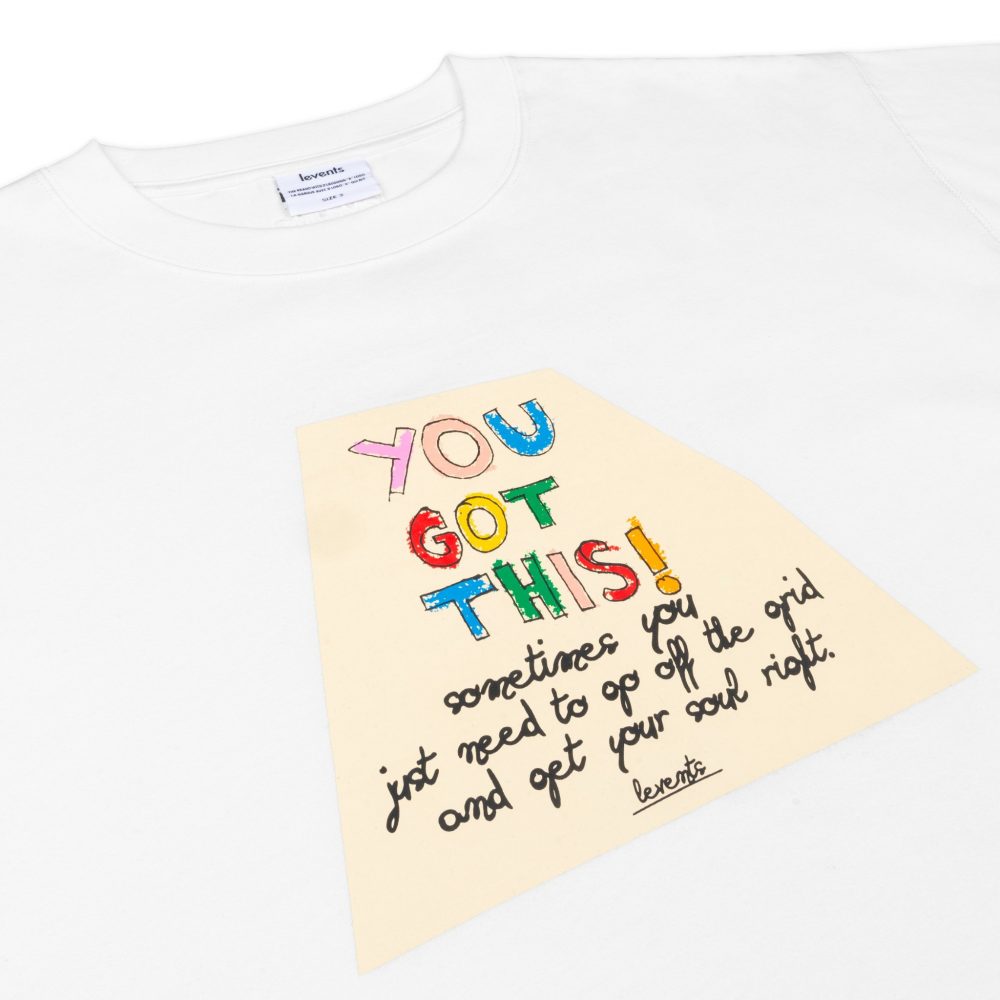 levents
SIZE
YOU
GOT
THIS!
sometimes you
just need to go off the grid
and get your soul right.
levents